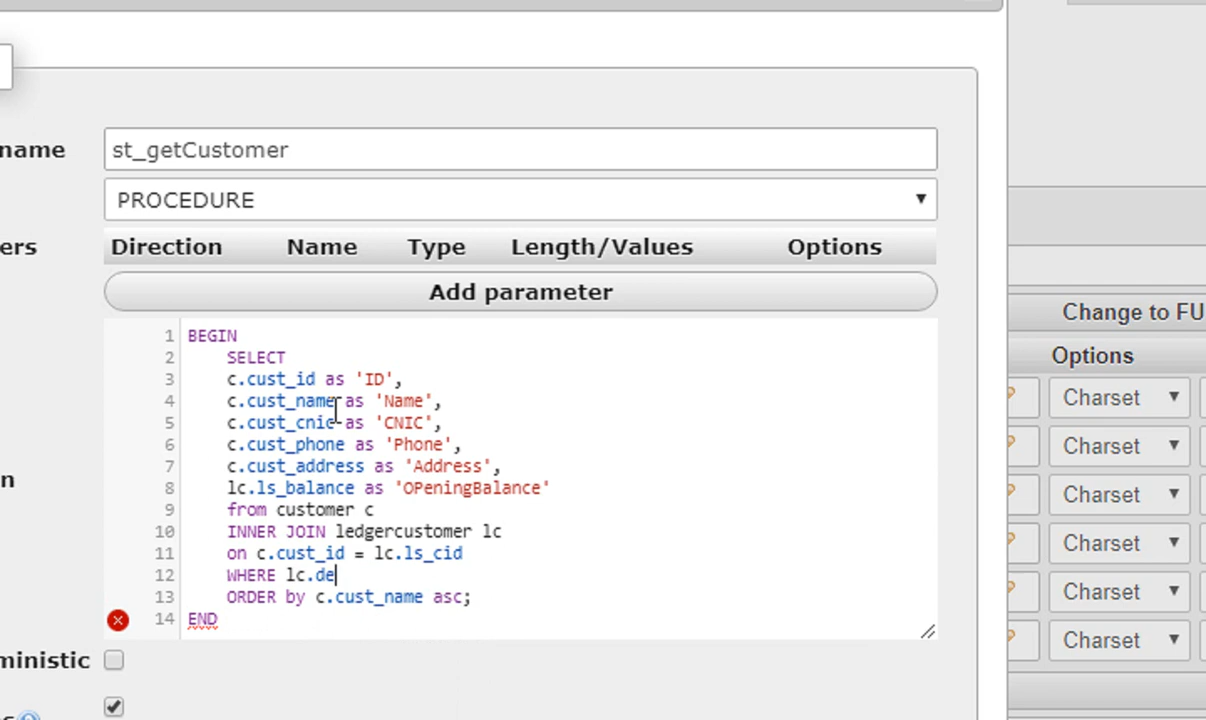 name
st_getCustomer
PROCEDURE
ers
Direction Name Type Length/Values Options
Add parameter
1 BEGIN
2 SELECT
3 c.cust_id as 'ID',
4 c.cust_name as 'Name',
5 c.cust_cnic as 'CNIC',
6 c.cust_phone as 'Phone',
7 c.cust_address as 'Address',
8 lc.ls_balance as 'OPeningBalance'
9 from customer c
10 INNER JOIN ledgercustomer lc
11 on c.cust_id = lc.ls_cid
12 WHERE lc.de
13 ORDER by c.cust_name asc;
14 END
n
ministic
Change to FU
Options
Charset
Charset
Charset
Charset
Charset
Charset